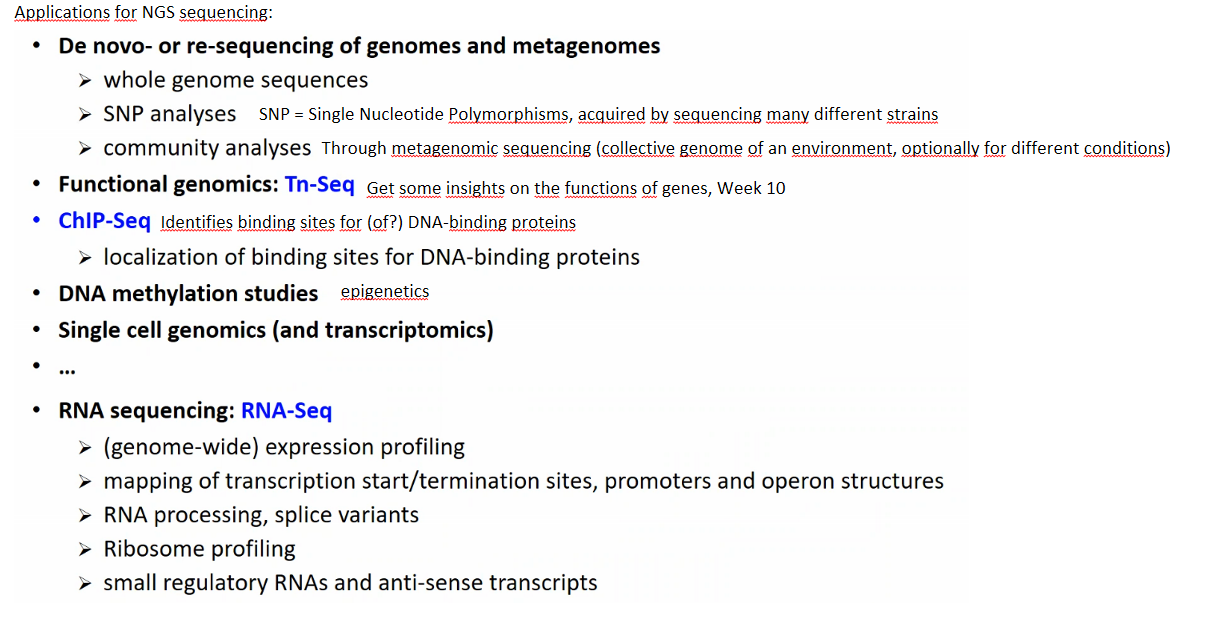 Applications for NGS sequencing:
• De novo- or re-sequencing of genomes and metagenomes
➢ whole genome sequences
➢ SNP analyses SNP = Single Nucleotide Polymorphisms, acquired by sequencing many different strains
➢ community analyses Through metagenomic sequencing (collective genome of an environment, optionally for different conditions)
• Functional genomics: Tn-Seq Get some insights on the functions of genes, Week 10
• ChIP-Seq Identifies binding sites for (of?) DNA-binding proteins
➢ localization of binding sites for DNA-binding proteins
• DNA methylation studies epigenetics
• Single cell genomics (and transcriptomics)
• ...
• RNA sequencing: RNA-Seq
➢ (genome-wide) expression profiling
➢ mapping of transcription start/termination sites, promoters and operon structures
➢ RNA processing, splice variants
➢ Ribosome profiling
➢ small regulatory RNAs and anti-sense transcripts